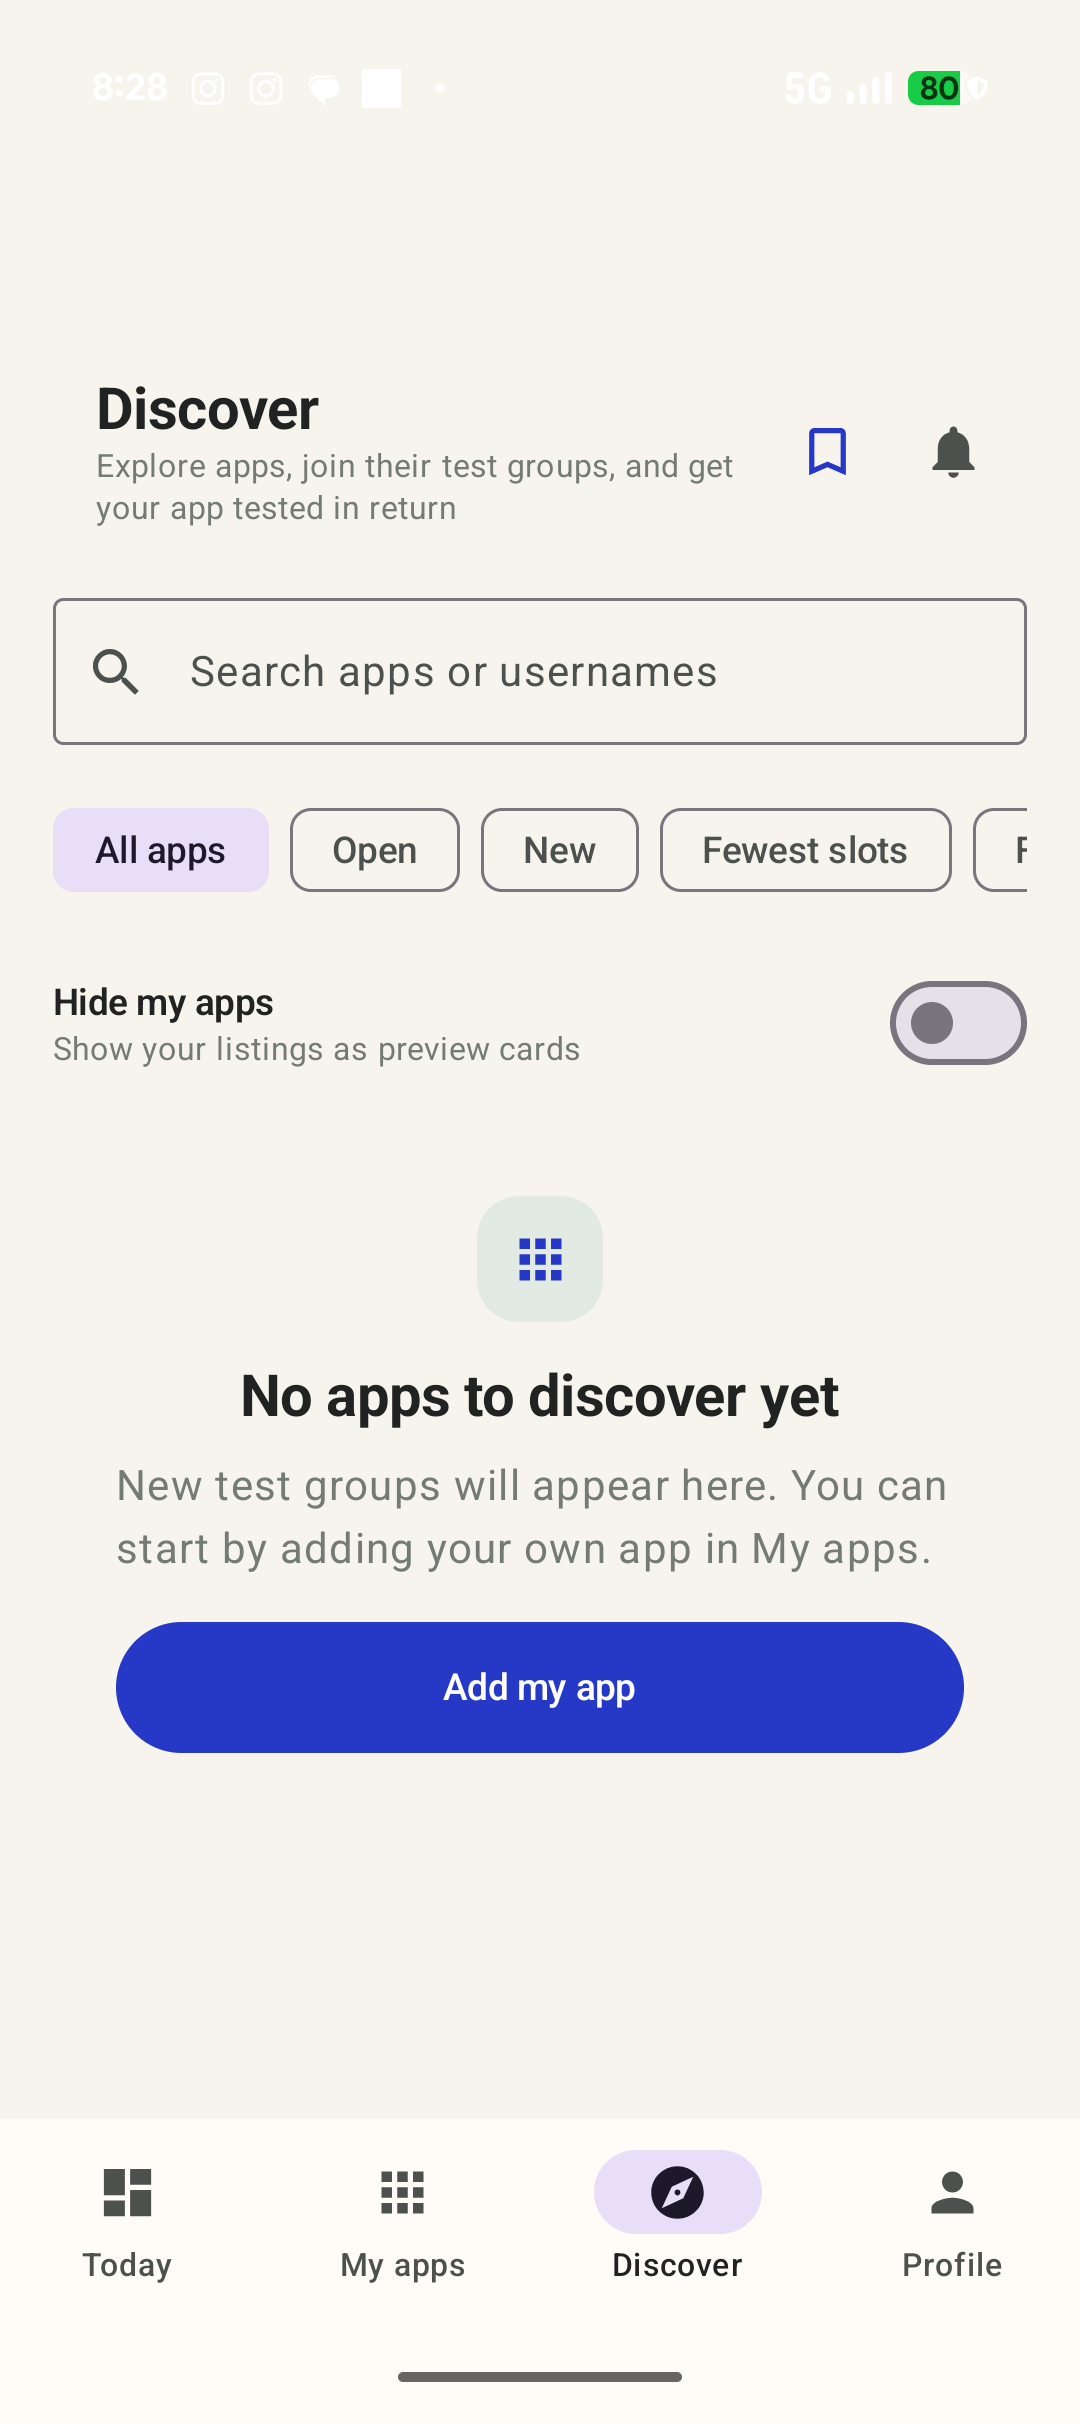 8:28
5G
80
Discover
Explore apps, join their test groups, and get
your app tested in return
Search apps or usernames
All apps
Open
New
Fewest slots
Hide my apps
Show your listings as preview cards
No apps to discover yet
New test groups will appear here. You can
start by adding your own app in My apps.
Add my app
Today
My apps
Discover
Profile